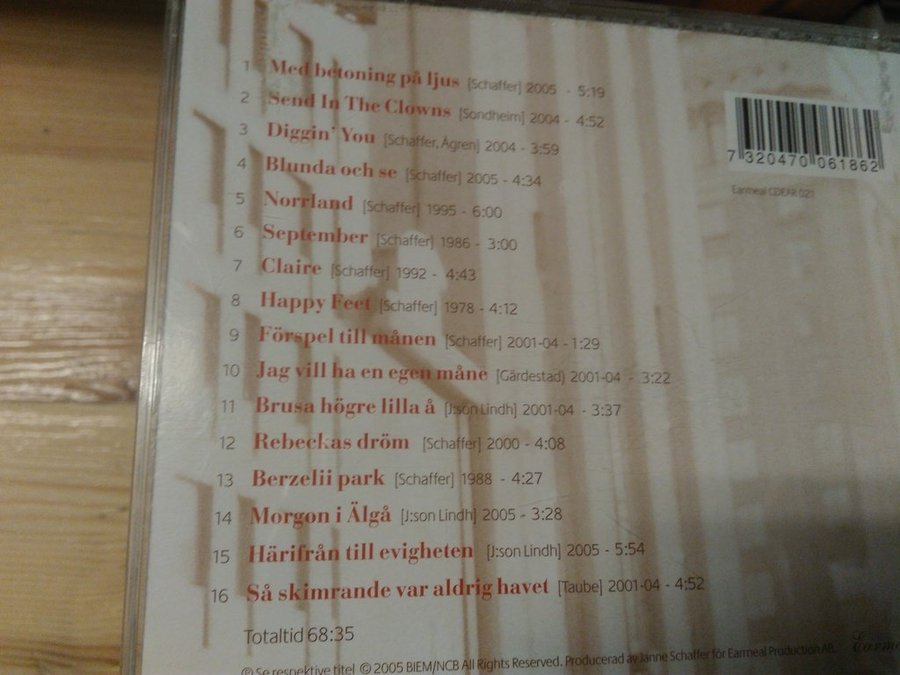 1 Med betoning på ljus [Schaffer] 2005 - 5:19
2 Send In The Clowns [Sondheim] 2004 - 4:52
3 Diggin' You [Schaffer, Ågren] 2004 - 3:59
4 Blunda och se [Schaffer] 2005 - 4:34
5 Norrland [Schaffer] 1995 - 6:00
6 September [Schaffer] 1986 - 3:00
7 Claire [Schaffer] 1992 - 4:43
8 Happy Feet [Schaffer] 1978 - 4:12
9 Förspel till månen [Schaffer] 2001-04 - 1:29
10 Jag vill ha en egen måne [Gärdestad) 2001-04 - 3:22
11 Brusa högre lilla å [J:son Lindh] 2001-04 - 3:37
12 Rebeckas dröm [Schaffer] 2000 - 4:08
13 Berzelii park [Schaffer] 1988 - 4:27
14 Morgon i Älgå [J:son Lindh] 2005 - 3:28
15 Härifrån till evigheten [J:son Lindh] 2005 - 5:54
16 Så skimrande var aldrig havet [Taube] 2001-04 - 4:52
Totaltid 68:35
℗ Se respektive titel © 2005 BIEM/NCB All Rights Reserved. Producerad av Janne Schaffer för Earmeal Production AB.
7 320470 061862
Earmeal CDEAR 021